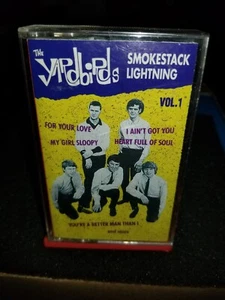 The YARDBiRDS
SMOKESTACK
LIGHTNING
VOL.1
FOR YOUR LOVE
I AIN'T GOT YOU
MY GIRL SLOOPY
HEART FULL OF SOUL
YOU'RE A BETTER MAN THAN I